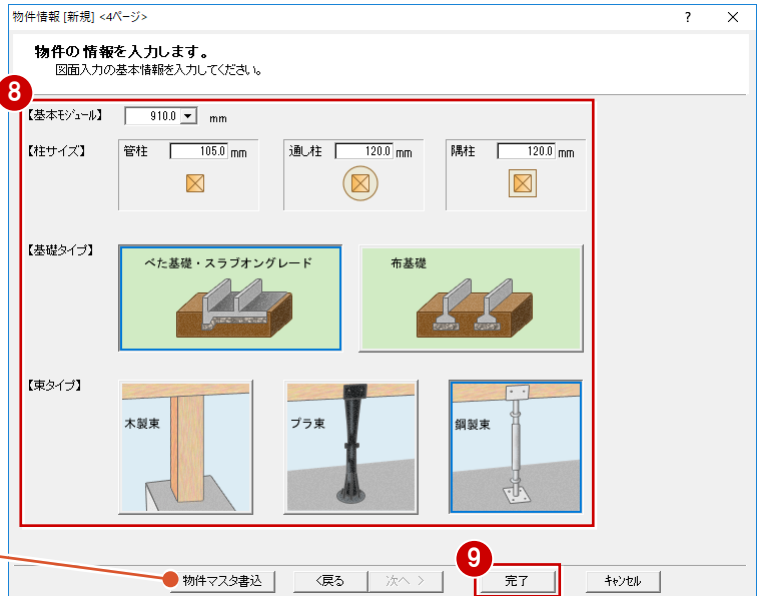 物件情報 [新規] <4ページ>
? ×
物件の情報を入力します。
図面入力の基本情報を入力してください。
8
【基本モジュール】 910.0 mm
【柱サイズ】 管柱 105.0 mm 通し柱 120.0 mm 隅柱 120.0 mm
【基礎タイプ】
べた基礎・スラブオングレード 布基礎
【束タイプ】
木製束 プラ束 鋼製束
9
物件マスタ書込 <戻る 次へ > 完了 キャンセル